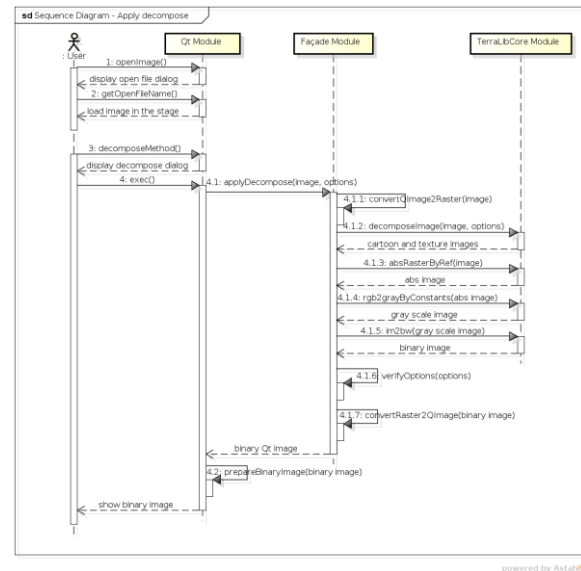 sd Sequence Diagram - Apply decompose
: User
Qt Module
Façade Module
TerraLibCore Module
1: openImage()
display open file dialog
2: getOpenFileName()
load image in the stage
3: decomposeMethod()
display decompose dialog
4: exec()
4.1: applyDecompose(image, options)
4.1.1: convertQImage2Raster(image)
4.1.2: decomposeImage(image, options)
cartoon and texture images
4.1.3: absRasterByRef(image)
abs image
4.1.4: rgb2grayByConstants(abs image)
gray scale image
4.1.5: im2bw(gray scale image)
binary image
4.1.6: verifyOptions(options)
4.1.7: convertRaster2QImage(binary image)
binary Qt image
4.2: prepareBinaryImage(binary image)
show binary image
powered by Astah